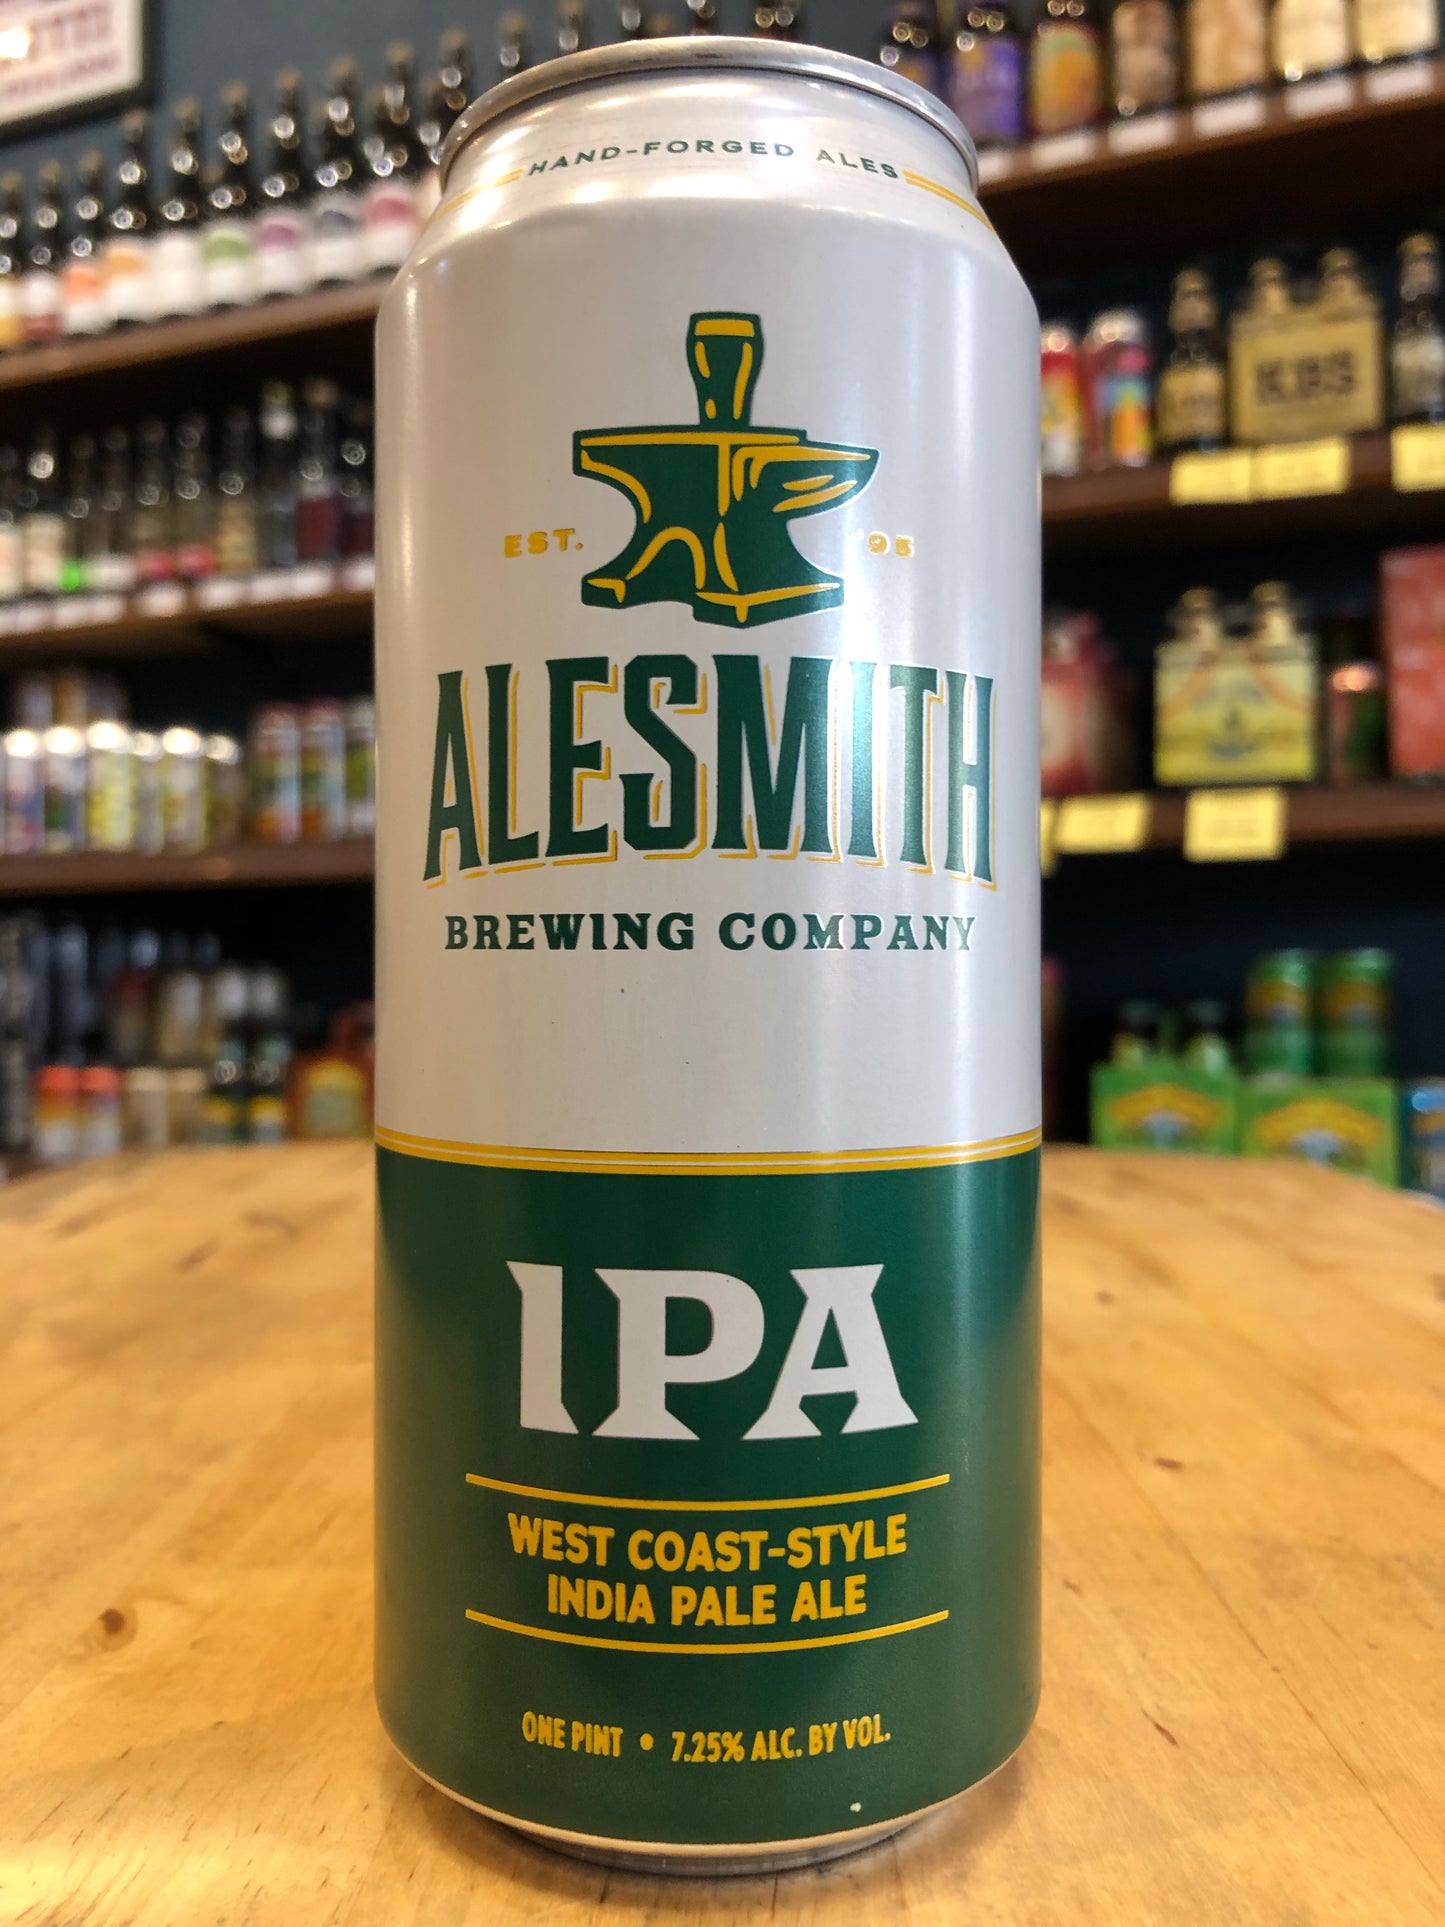 HAND-FORGED ALES
EST. '95
ALESMITH
BREWING COMPANY
IPA
WEST COAST-STYLE
INDIA PALE ALE
ONE PINT • 7.25% ALC. BY VOL.
KBS